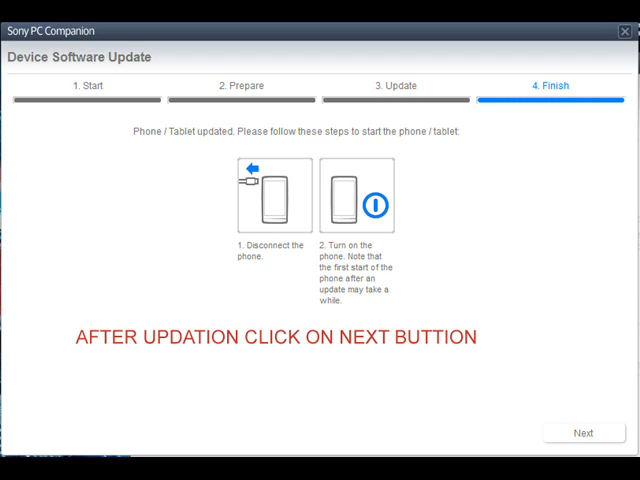 Sony PC Companion
Device Software Update
1. Start
2. Prepare
3. Update
4. Finish
Phone / Tablet updated. Please follow these steps to start the phone / tablet:
1. Disconnect the
phone.
2. Turn on the
phone. Note that
the first start of the
phone after an
update may take a
while.
AFTER UPDATION CLICK ON NEXT BUTTION
Next